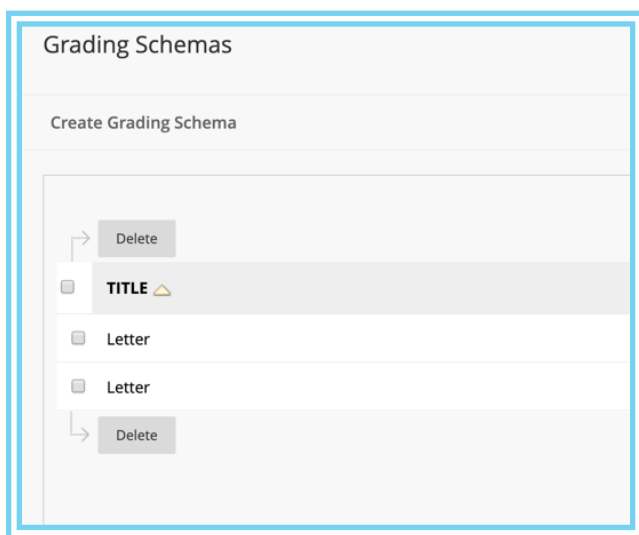 Grading Schemas
Create Grading Schema
Delete
TITLE
Letter
Letter
Delete